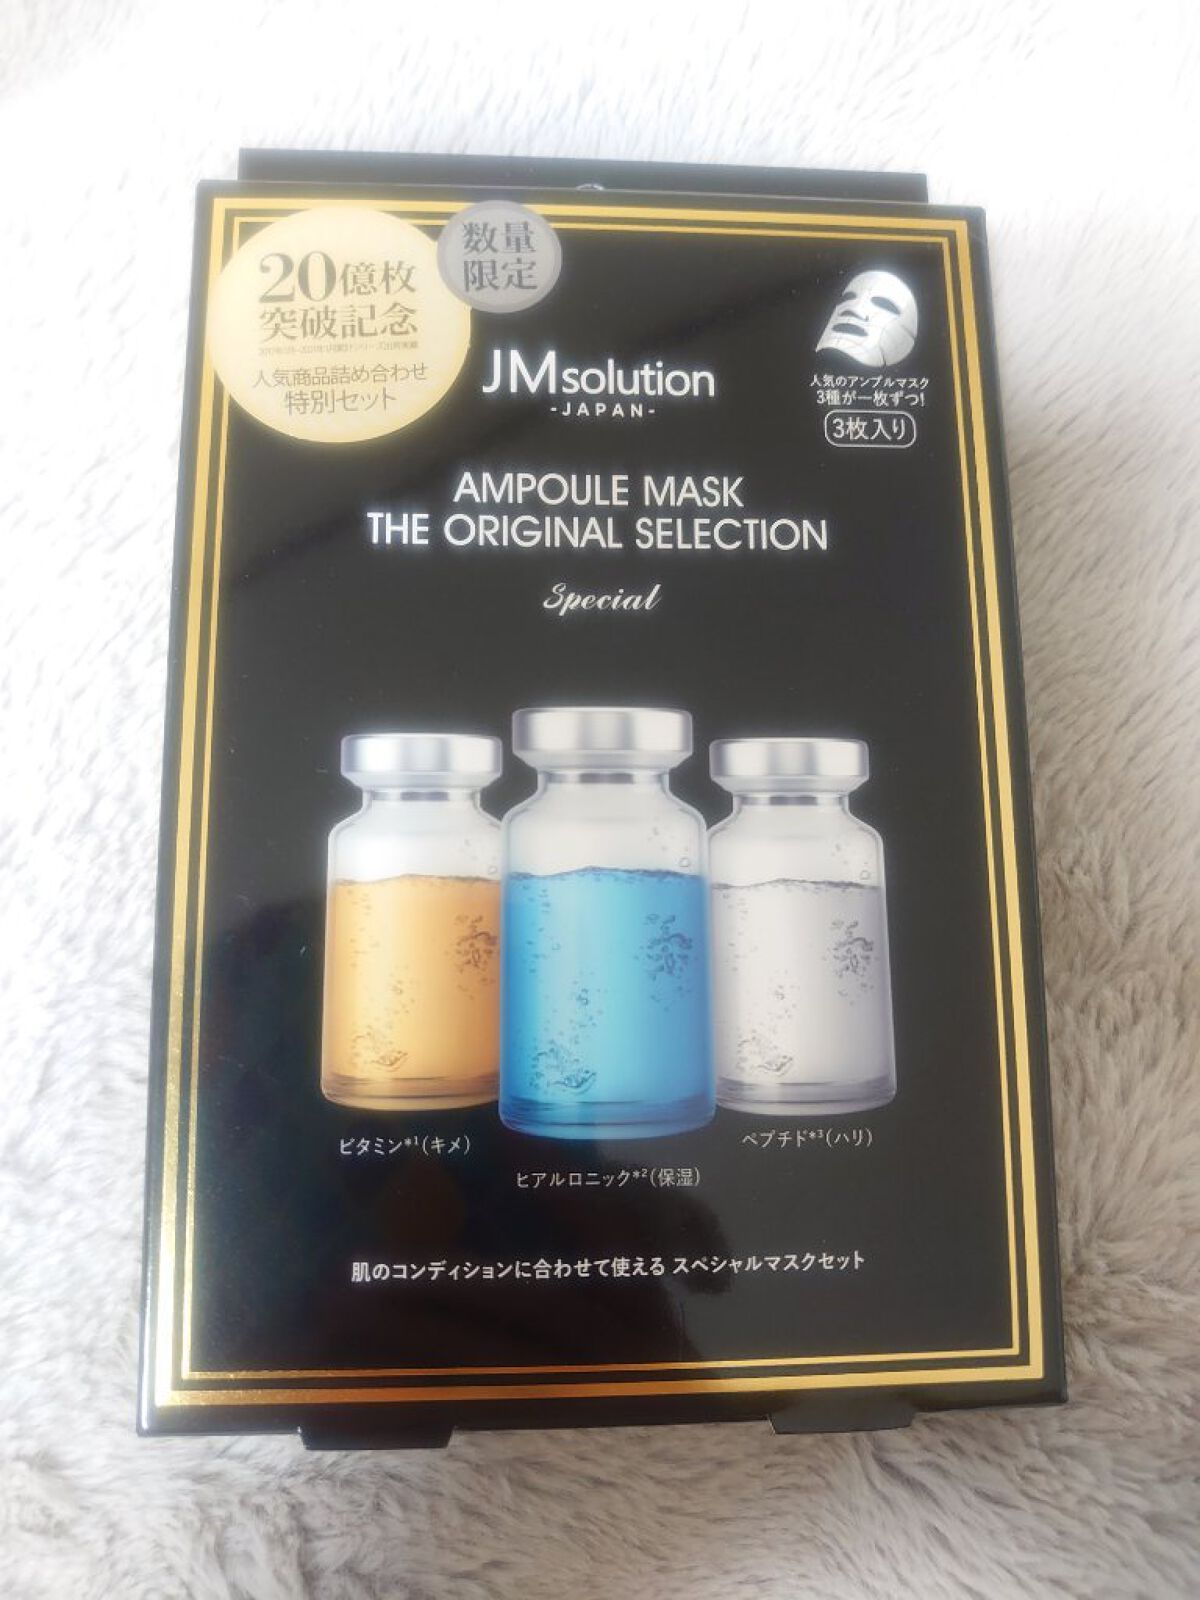 20億枚
突破記念
人気商品詰め合わせ
特別セット
数量
限定
JMsolution
-JAPAN-
人気のアンプルマスク
3種が一枚ずつ!
3枚入り
AMPOULE MASK
THE ORIGINAL SELECTION
Special
ビタミン*1(キメ)
ヒアルロニック*2(保湿)
ペプチド*3(ハリ)
肌のコンディションに合わせて使える スペシャルマスクセット